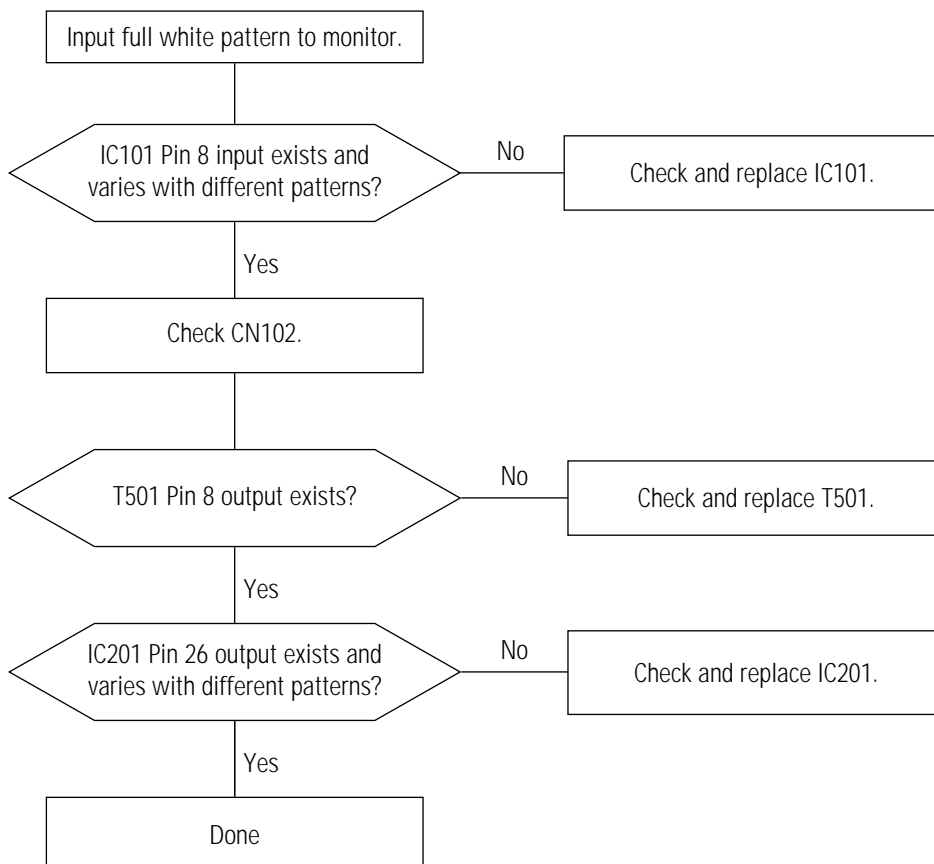 Input full white pattern to monitor.
IC101 Pin 8 input exists and
varies with different patterns?
No
Check and replace IC101.
Yes
Check CN102.
T501 Pin 8 output exists?
No
Check and replace T501.
Yes
IC201 Pin 26 output exists and
varies with different patterns?
No
Check and replace IC201.
Yes
Done